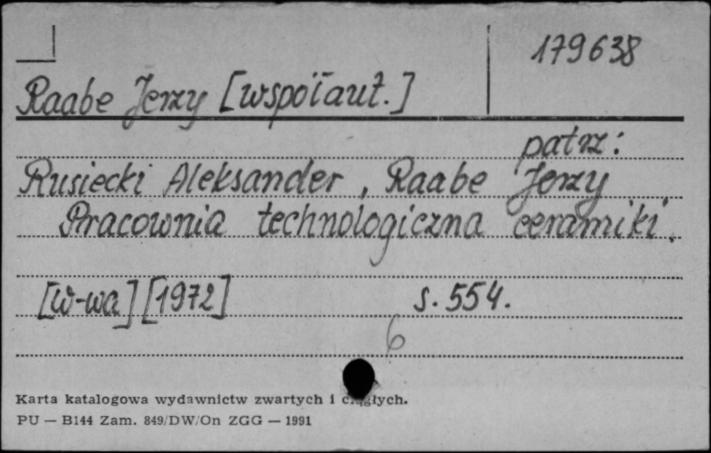 179638
Raabe Jerzy [współaut.]
patrz:
Rusiecki Aleksander, Raabe Jerzy
Pracownia technologiczna ceramiki.
[W-wa] [1972] s. 554.
6
Karta katalogowa wydawnictw zwartych i ciągłych.
PU — B144 Zam. 849/DW/On ZGG — 1991